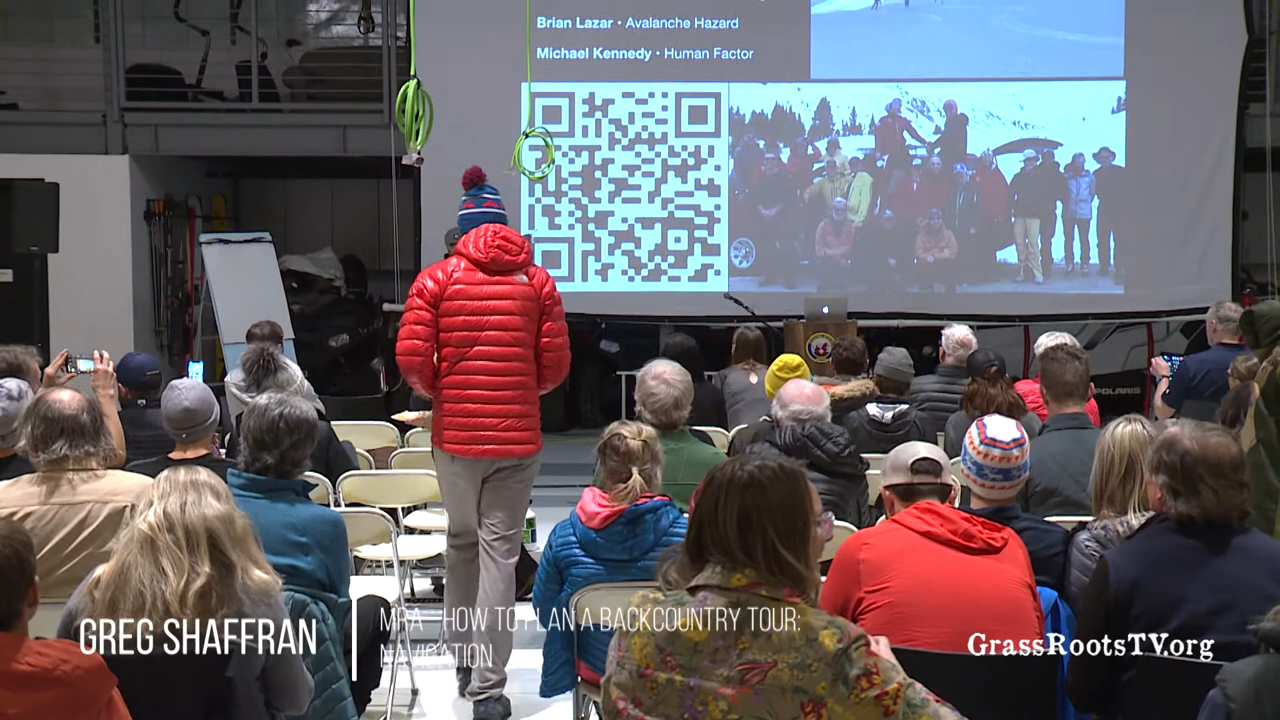 Brian Lazar • Avalanche Hazard
Michael Kennedy • Human Factor
POLARIS
GREG SHAFFRAN
MRA - HOW TO PLAN A BACKCOUNTRY TOUR:
NAVIGATION
GrassRootsTV.org